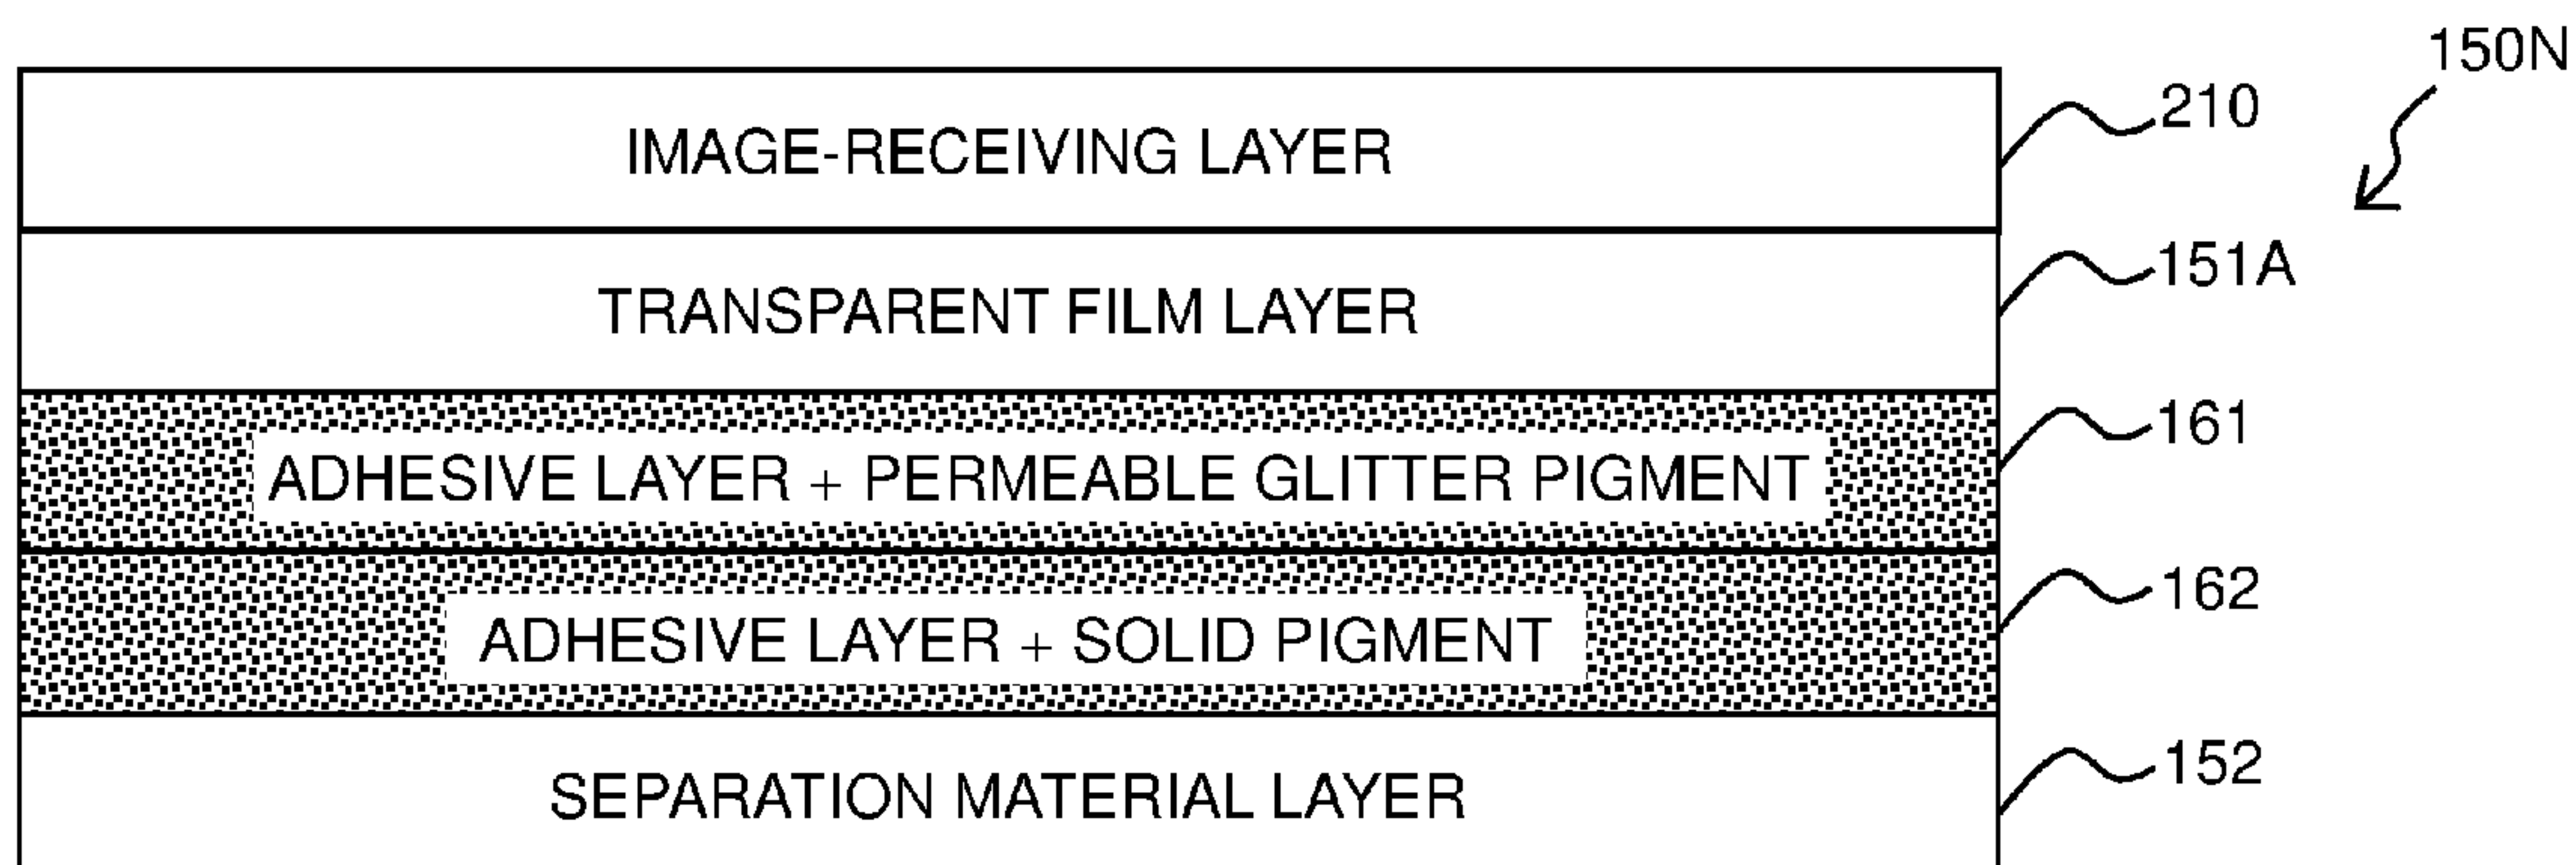 150N
IMAGE-RECEIVING LAYER
210
TRANSPARENT FILM LAYER
151A
ADHESIVE LAYER + PERMEABLE GLITTER PIGMENT
161
ADHESIVE LAYER + SOLID PIGMENT
162
SEPARATION MATERIAL LAYER
152